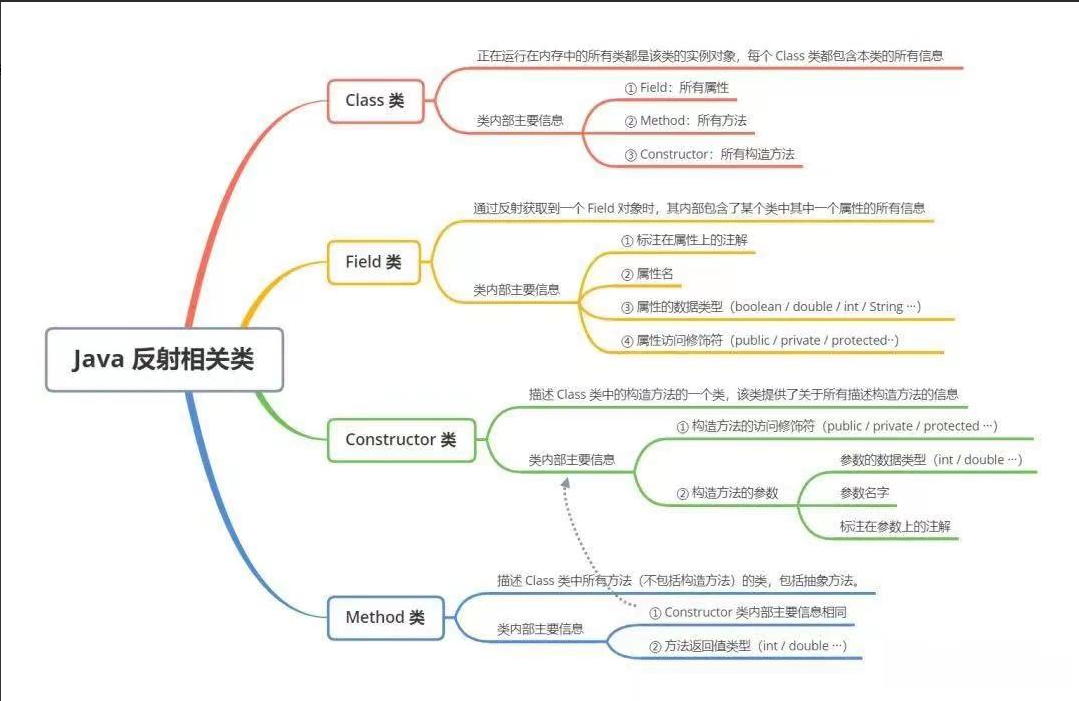 Java 反射相关类
Class 类
正在运行在内存中的所有类都是该类的实例对象，每个 Class 类都包含本类的所有信息
类内部主要信息
① Field：所有属性
② Method：所有方法
③ Constructor：所有构造方法
Field 类
通过反射获取到一个 Field 对象时，其内部包含了某个类中其中一个属性的所有信息
类内部主要信息
① 标注在属性上的注解
② 属性名
③ 属性的数据类型（boolean / double / int / String ···）
④ 属性访问修饰符（public / private / protected··）
Constructor 类
描述 Class 类中的构造方法的一个类，该类提供了关于所有描述构造方法的信息
类内部主要信息
① 构造方法的访问修饰符（public / private / protected ···）
② 构造方法的参数
参数的数据类型（int / double ···）
参数名字
标注在参数上的注解
Method 类
描述 Class 类中所有方法（不包括构造方法）的类，包括抽象方法。
类内部主要信息
① Constructor 类内部主要信息相同
② 方法返回值类型（int / double ···）